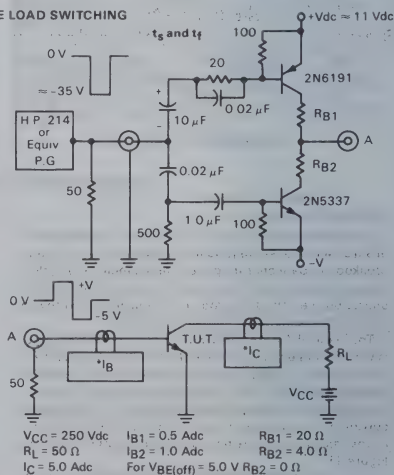 E LOAD SWITCHING
ts and tf
0 V
≈ -35 V
HP 214
or
Equiv
P.G
50
+
-
10 μF
20
0.02 μF
100
+Vdc ≈ 11 Vdc
2N6191
RB1
A
RB2
0.02 μF
1.0 μF
500
100
2N5337
-V
+V
0 V
-5 V
A
50
*IB
T.U.T.
*IC
RL
VCC
VCC = 250 Vdc IB1 = 0.5 Adc RB1 = 20 Ω
RL = 50 Ω IB2 = 1.0 Adc RB2 = 4.0 Ω
IC = 5.0 Adc For VBE(off) = 5.0 V RB2 = 0 Ω